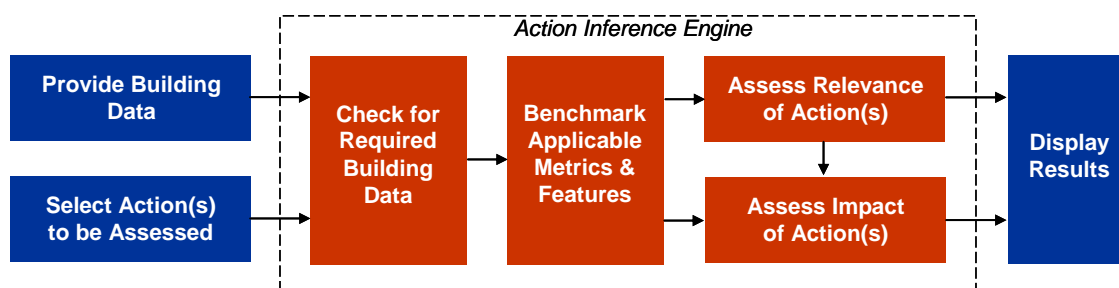 Action Inference Engine
Provide Building
Data
Select Action(s)
to be Assessed
Check for
Required
Building
Data
Benchmark
Applicable
Metrics &
Features
Assess Relevance
of Action(s)
Assess Impact
of Action(s)
Display
Results